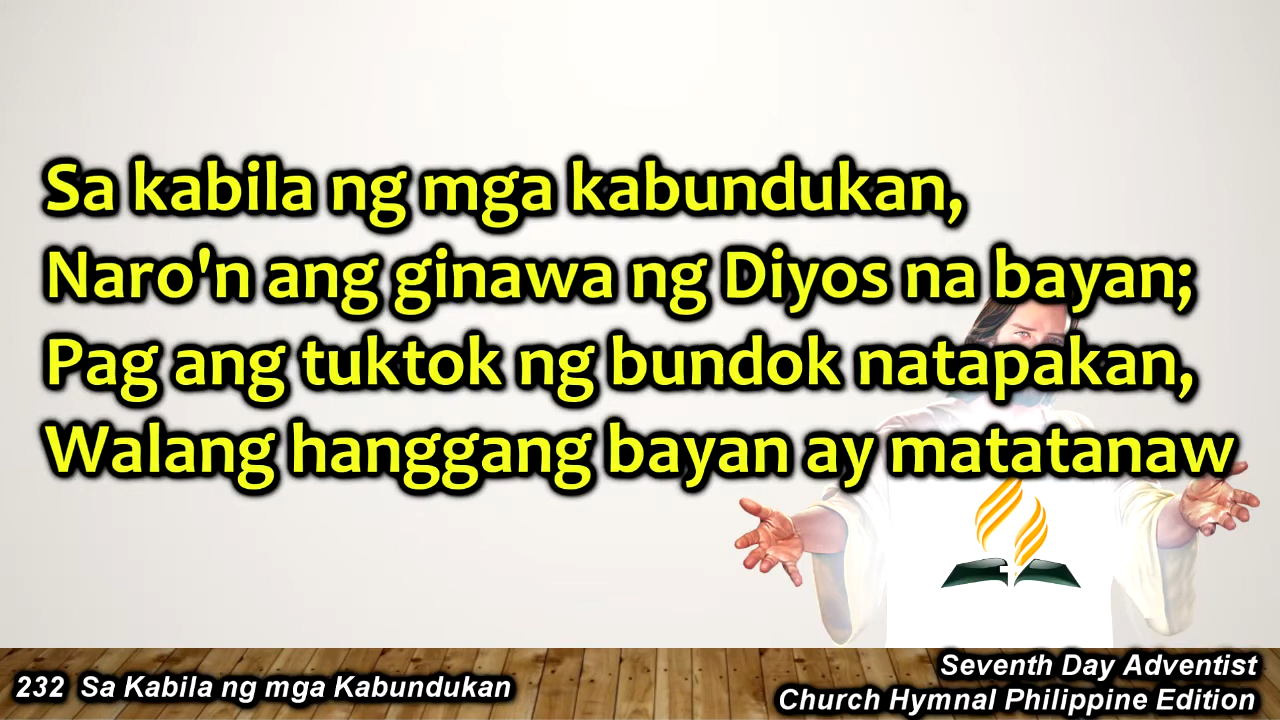 Sa kabila ng mga kabundukan,
Naro'n ang ginawa ng Diyos na bayan;
Pag ang tuktok ng bundok natapakan,
Walang hanggang bayan ay matatanaw
232 Sa Kabila ng mga Kabundukan
Seventh Day Adventist
Church Hymnal Philippine Edition